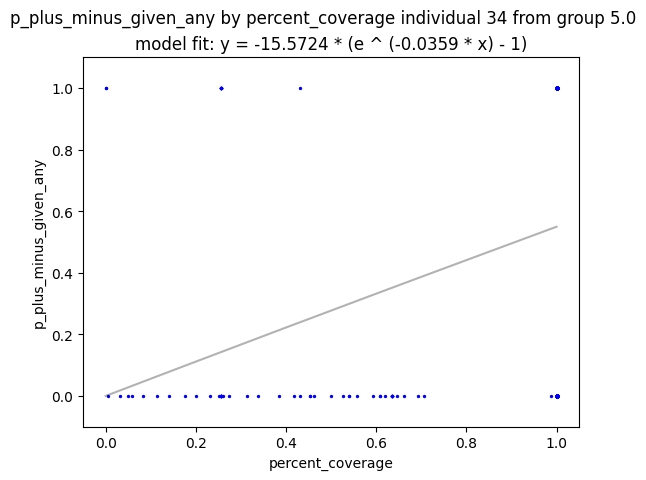 p_plus_minus_given_any by percent_coverage individual 34 from group 5.0
model fit: y = -15.5724 * (e ^ (-0.0359 * x) - 1)
p_plus_minus_given_any
1.0
0.8
0.6
0.4
0.2
0.0
0.0 0.2 0.4 0.6 0.8 1.0
percent_coverage